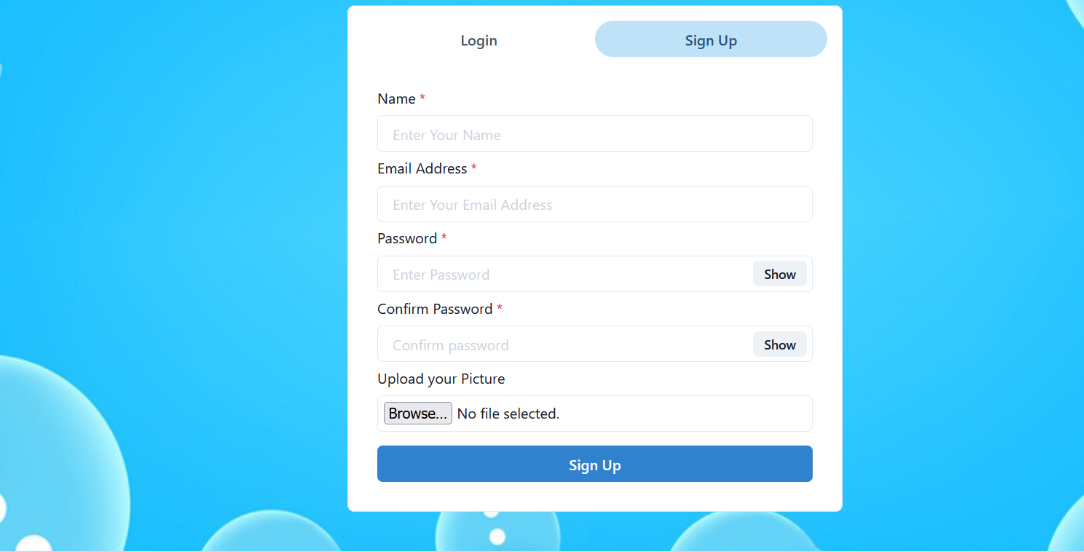 Login Sign Up
Name *
Enter Your Name
Email Address *
Enter Your Email Address
Password *
Enter Password Show
Confirm Password *
Confirm password Show
Upload your Picture
Browse... No file selected.
Sign Up